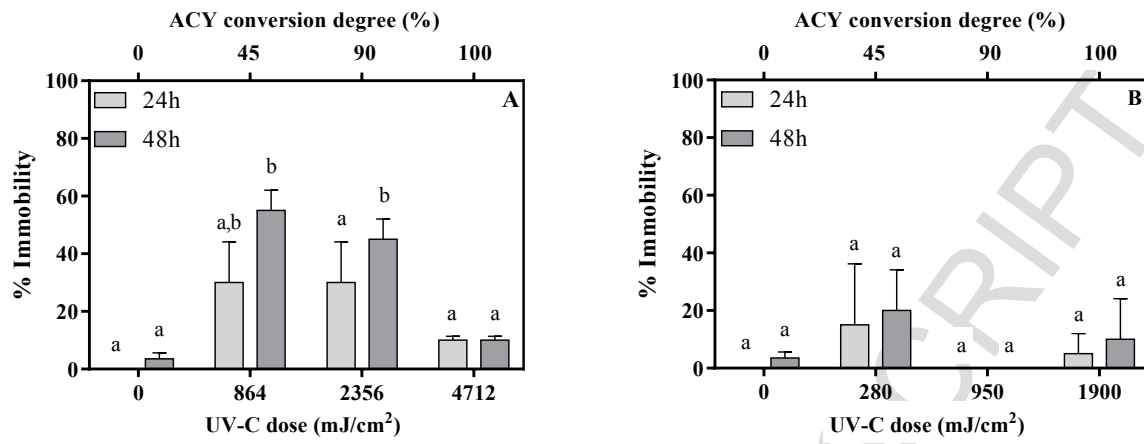 ACY conversion degree (%)
0 45 90 100
100
80
60
40
20
0
% Immobility
A
24h
48h
a a a,b b a b a a
0 864 2356 4712
UV-C dose (mJ/cm²)
ACY conversion degree (%)
0 45 90 100
100
80
60
40
20
0
% Immobility
B
24h
48h
a a a a a a a a
0 280 950 1900
UV-C dose (mJ/cm²)
CRIPT